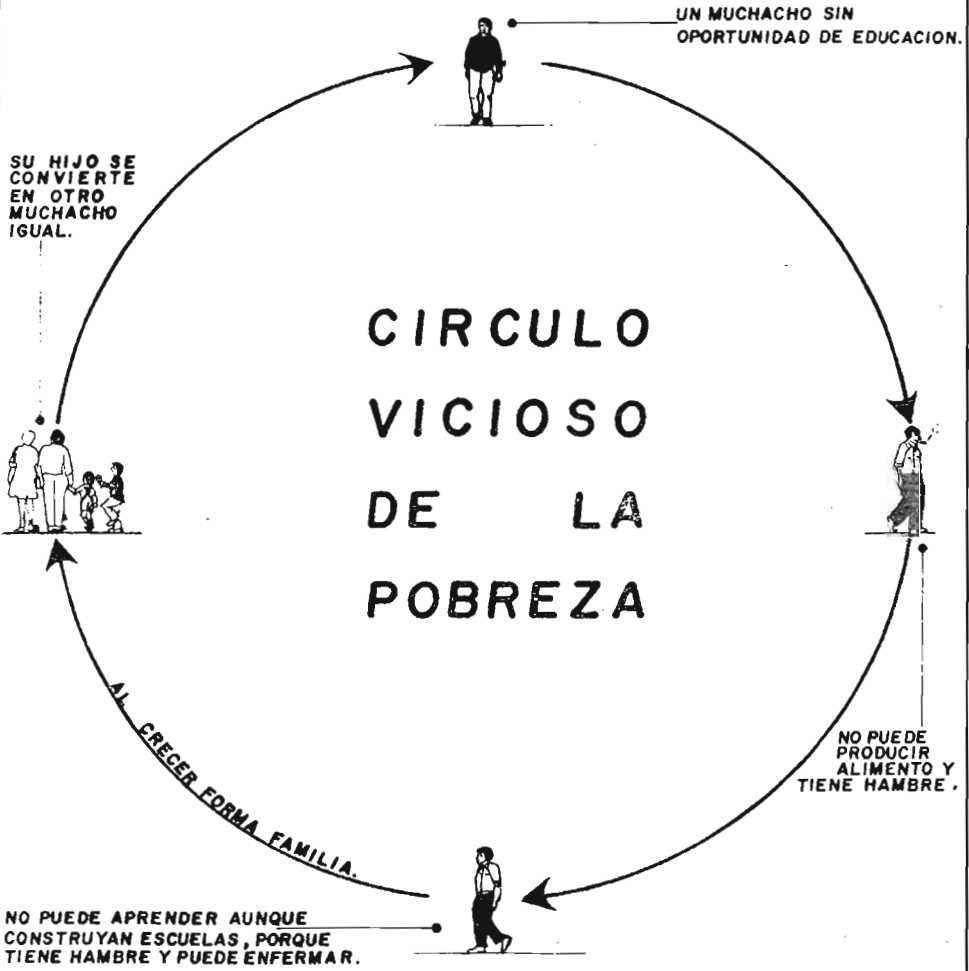 UN MUCHACHO SIN
OPORTUNIDAD DE EDUCACION.
SU HIJO SE
CONVIERTE
EN OTRO
MUCHACHO
IGUAL.
CIRCULO
VICIOSO
DE LA
POBREZA
NO PUEDE
PRODUCIR
ALIMENTO Y
TIENE HAMBRE.
AL CRECER FORMA FAMILIA.
NO PUEDE APRENDER AUNQUE
CONSTRUYAN ESCUELAS, PORQUE
TIENE HAMBRE Y PUEDE ENFERMAR.